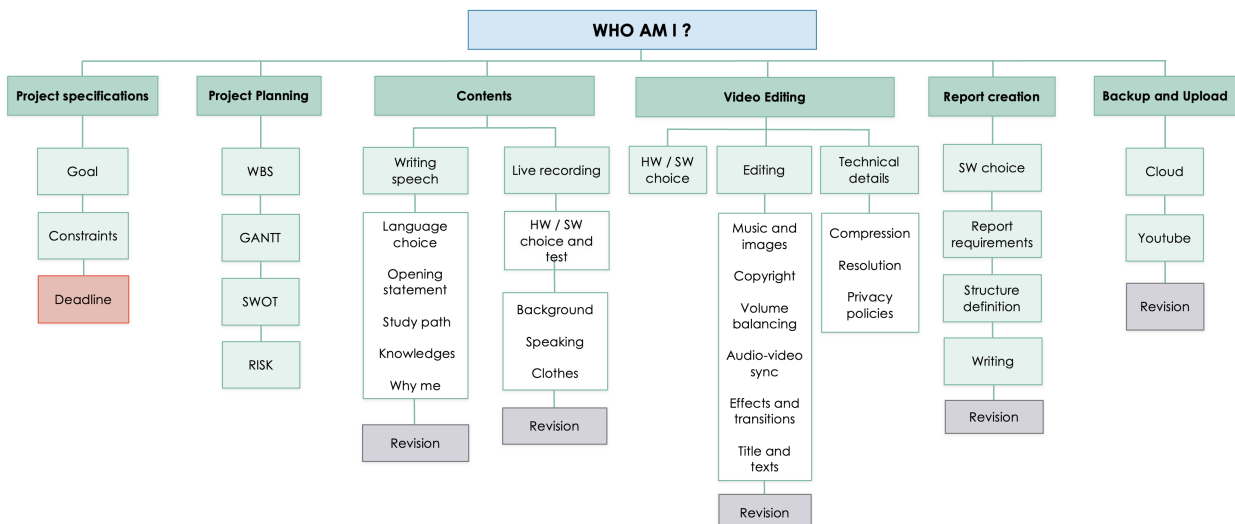 WHO AM I ?
Project specifications
Goal
Constraints
Deadline
Project Planning
WBS
GANTT
SWOT
RISK
Contents
Writing
speech
Language
choice
Opening
statement
Study path
Knowledges
Why me
Revision
Live recording
HW / SW
choice and
test
Background
Speaking
Clothes
Revision
Video Editing
HW / SW
choice
Editing
Music and
images
Copyright
Volume
balancing
Audio-video
sync
Effects and
transitions
Title and
texts
Revision
Technical
details
Compression
Resolution
Privacy
policies
Report creation
SW choice
Report
requirements
Structure
definition
Writing
Revision
Backup and Upload
Cloud
Youtube
Revision